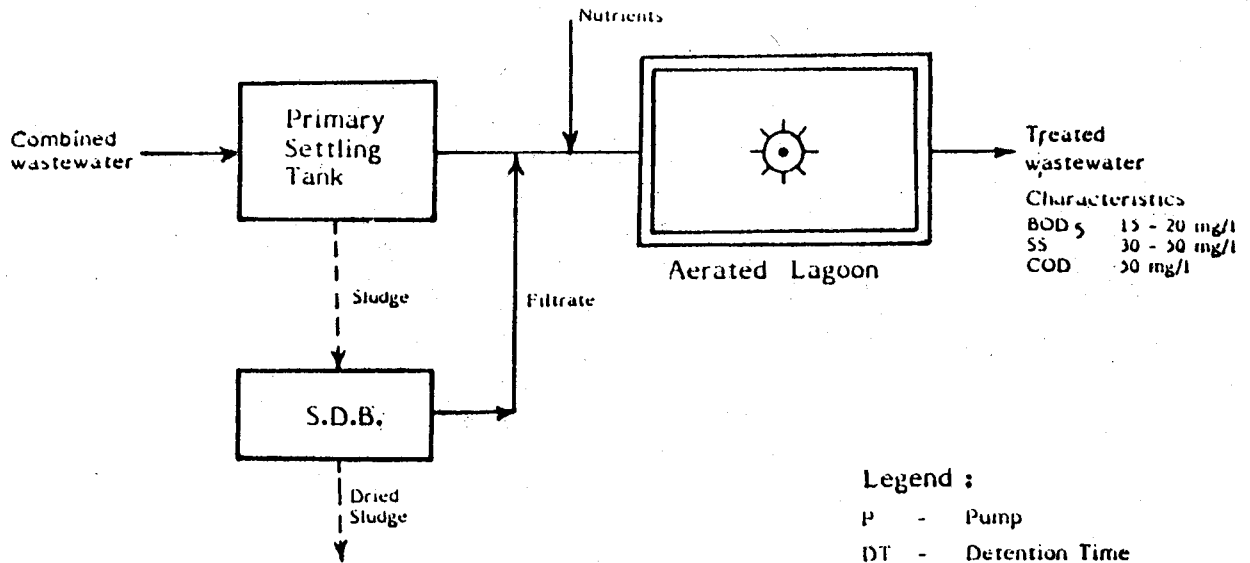 Nutrients
Combined
wastewater
Primary
Settling
Tank
Treated
wastewater
Characteristics
BOD5 15 - 20 mg/l
SS 30 - 50 mg/l
COD 50 mg/l
Aerated Lagoon
Sludge
Filtrate
S.D.B.
Dried
Sludge
Legend :
P - Pump
DT - Detention Time